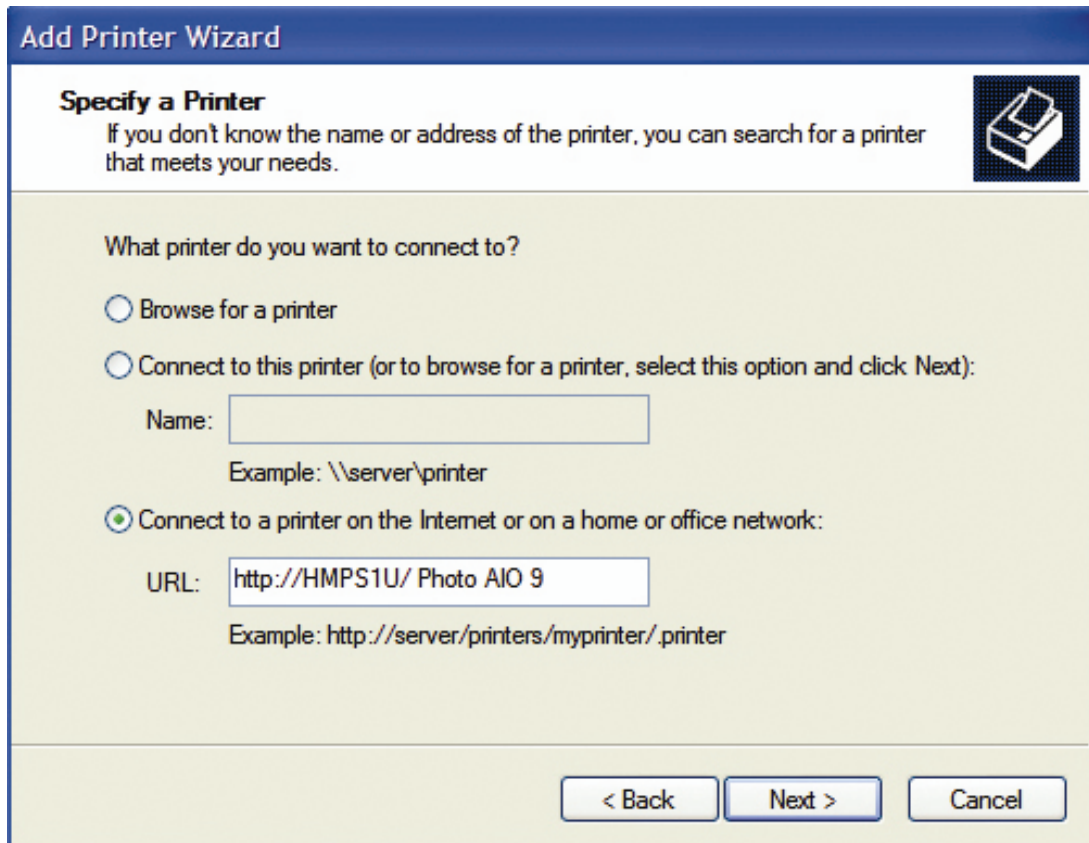 Add Printer Wizard
Specify a Printer
If you don't know the name or address of the printer, you can search for a printer
that meets your needs.
What printer do you want to connect to?
Browse for a printer
Connect to this printer (or to browse for a printer, select this option and click Next):
Name:
Example: \\server\printer
Connect to a printer on the Internet or on a home or office network:
URL: http://HMPS1U/ Photo AIO 9
Example: http://server/printers/myprinter/.printer
< Back Next > Cancel